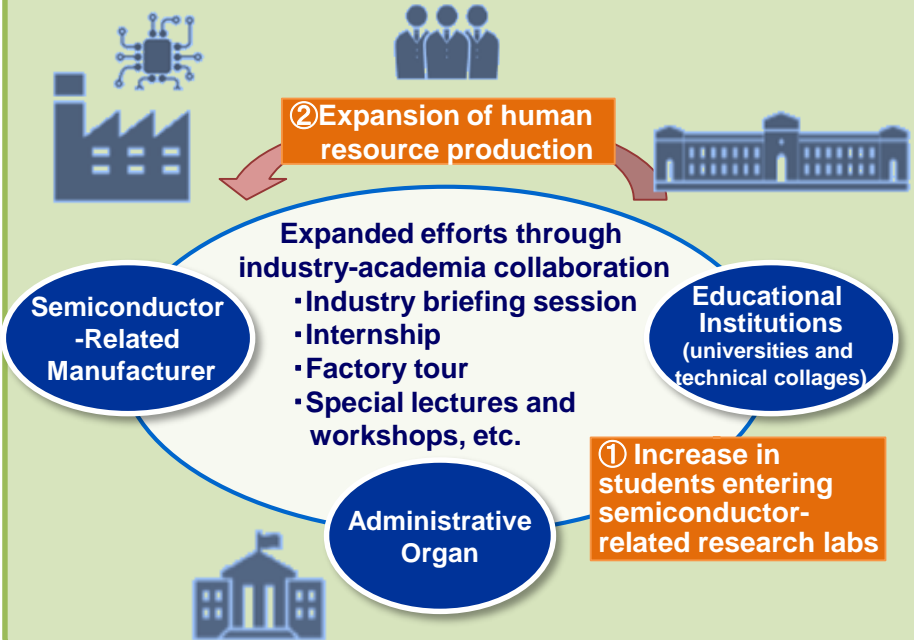 ②Expansion of human
resource production
Expanded efforts through
industry-academia collaboration
・Industry briefing session
・Internship
・Factory tour
・Special lectures and
workshops, etc.
Semiconductor
-Related
Manufacturer
Educational
Institutions
(universities and
technical collages)
① Increase in
students entering
semiconductor-
related research labs
Administrative
Organ